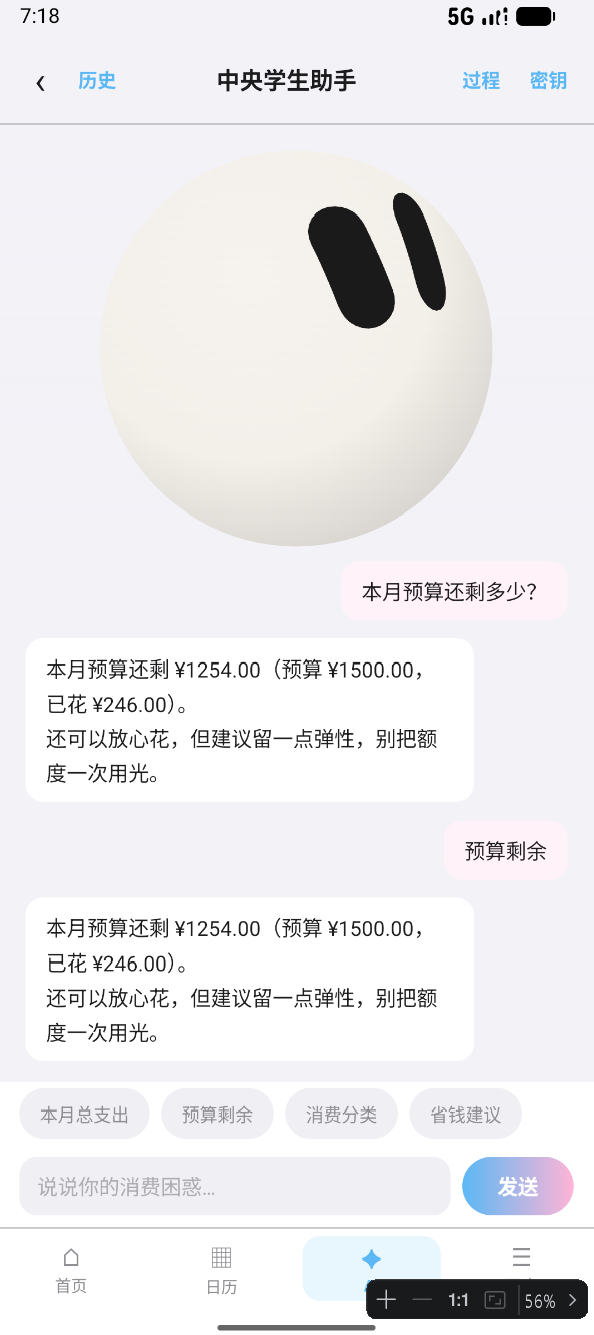 7:18
5G
‹ 历史 中央学生助手 过程 密钥
本月预算还剩多少？
本月预算还剩 ¥1254.00（预算 ¥1500.00，
已花 ¥246.00）。
还可以放心花，但建议留一点弹性，别把额
度一次用光。
预算剩余
本月预算还剩 ¥1254.00（预算 ¥1500.00，
已花 ¥246.00）。
还可以放心花，但建议留一点弹性，别把额
度一次用光。
本月总支出 预算剩余 消费分类 省钱建议
说说你的消费困惑… 发送
首页 日历
1:1 56%